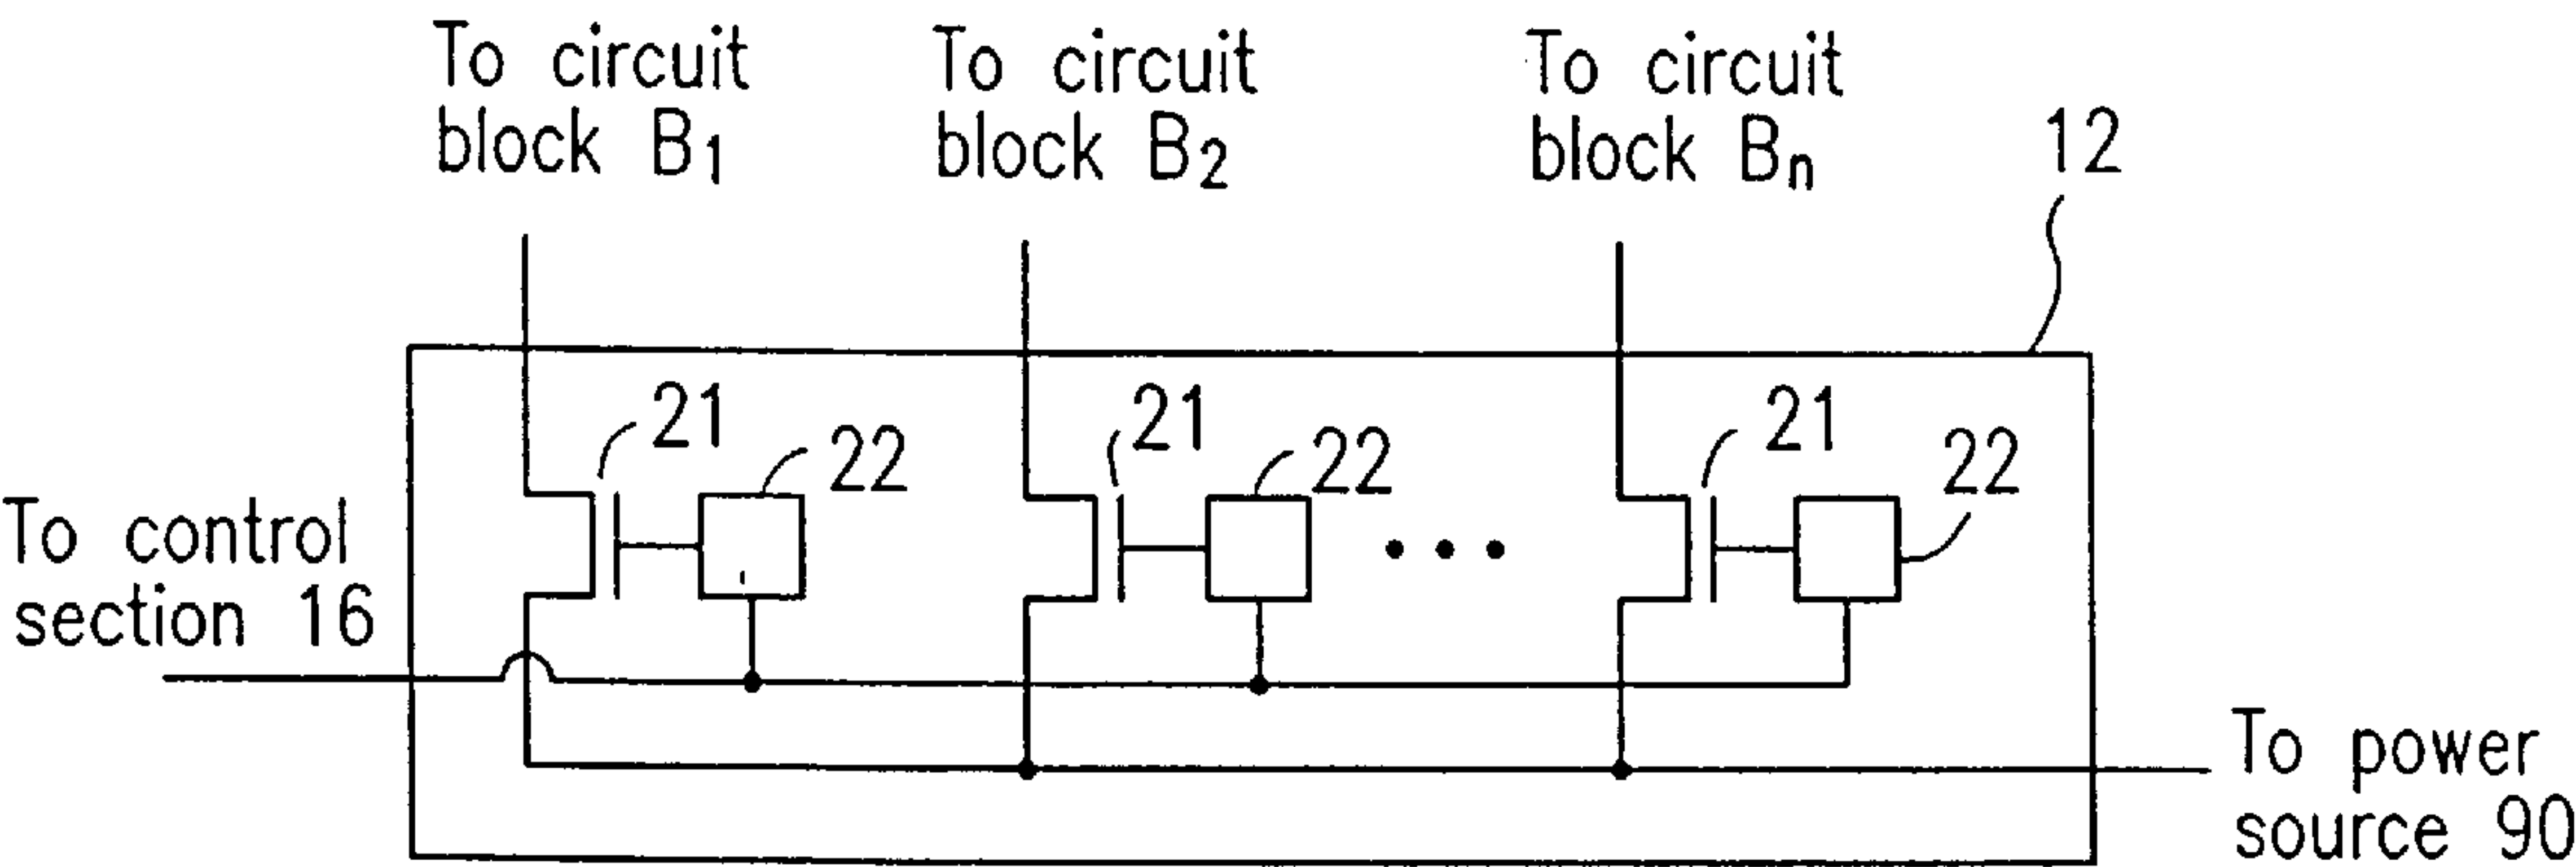 To circuit
block B1
To circuit
block B2
To circuit
block Bn
12
21
22
21
22
21
22
To control
section 16
To power
source 90